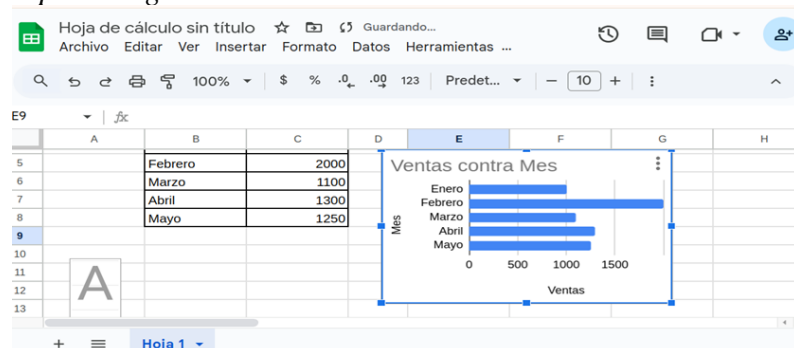 Hoja de cálculo sin título Guardando...
Archivo Editar Ver Insertar Formato Datos Herramientas ...
100% $ % .0 .00 123 Predet... − 10 +
E9 fx
A B C D E F G H
5 Febrero 2000
6 Marzo 1100
7 Abril 1300
8 Mayo 1250
9
10
11
12
13
A
Ventas contra Mes
Mes
Enero
Febrero
Marzo
Abril
Mayo
0 500 1000 1500
Ventas
+ Hoja 1